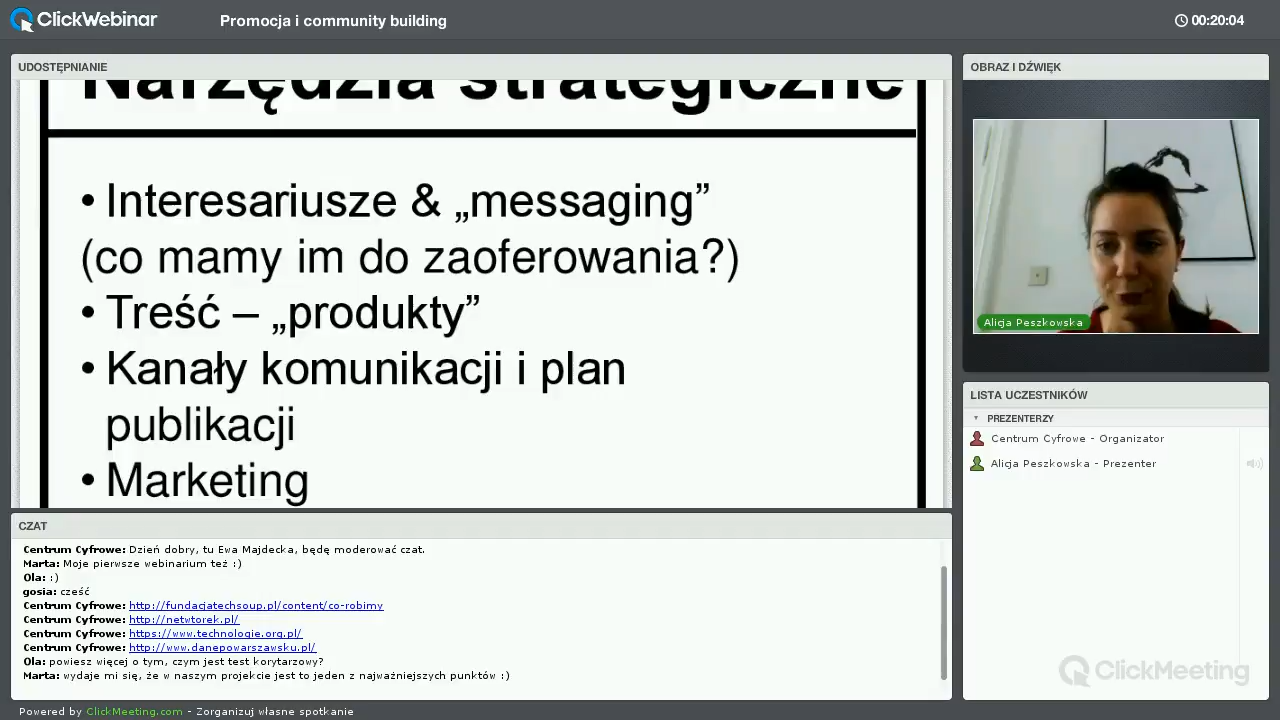 ClickWebinar
Promocja i community building
00:20:04
UDOSTĘPNIANIE
Narzędzia strategiczne
• Interesariusze & „messaging”
(co mamy im do zaoferowania?)
• Treść – „produkty”
• Kanały komunikacji i plan
publikacji
• Marketing
OBRAZ I DŹWIĘK
Alicja Peszkowska
LISTA UCZESTNIKÓW
PREZENTERZY
Centrum Cyfrowe - Organizator
Alicja Peszkowska - Prezenter
CZAT
Centrum Cyfrowe: Dzień dobry, tu Ewa Majdecka, będę moderować czat.
Marta: Moje pierwsze webinarium też :)
Ola: :)
gosia: cześć
Centrum Cyfrowe: http://fundacjatechsoup.pl/content/co-robimy
Centrum Cyfrowe: http://netwtorek.pl/
Centrum Cyfrowe: https://www.technologie.org.pl/
Centrum Cyfrowe: http://www.danepowarszawsku.pl/
Ola: powiesz więcej o tym, czym jest test korytarzowy?
Marta: wydaje mi się, że w naszym projekcie jest to jeden z najważniejszych punktów :)
ClickMeeting
Powered by ClickMeeting.com - Zorganizuj własne spotkanie